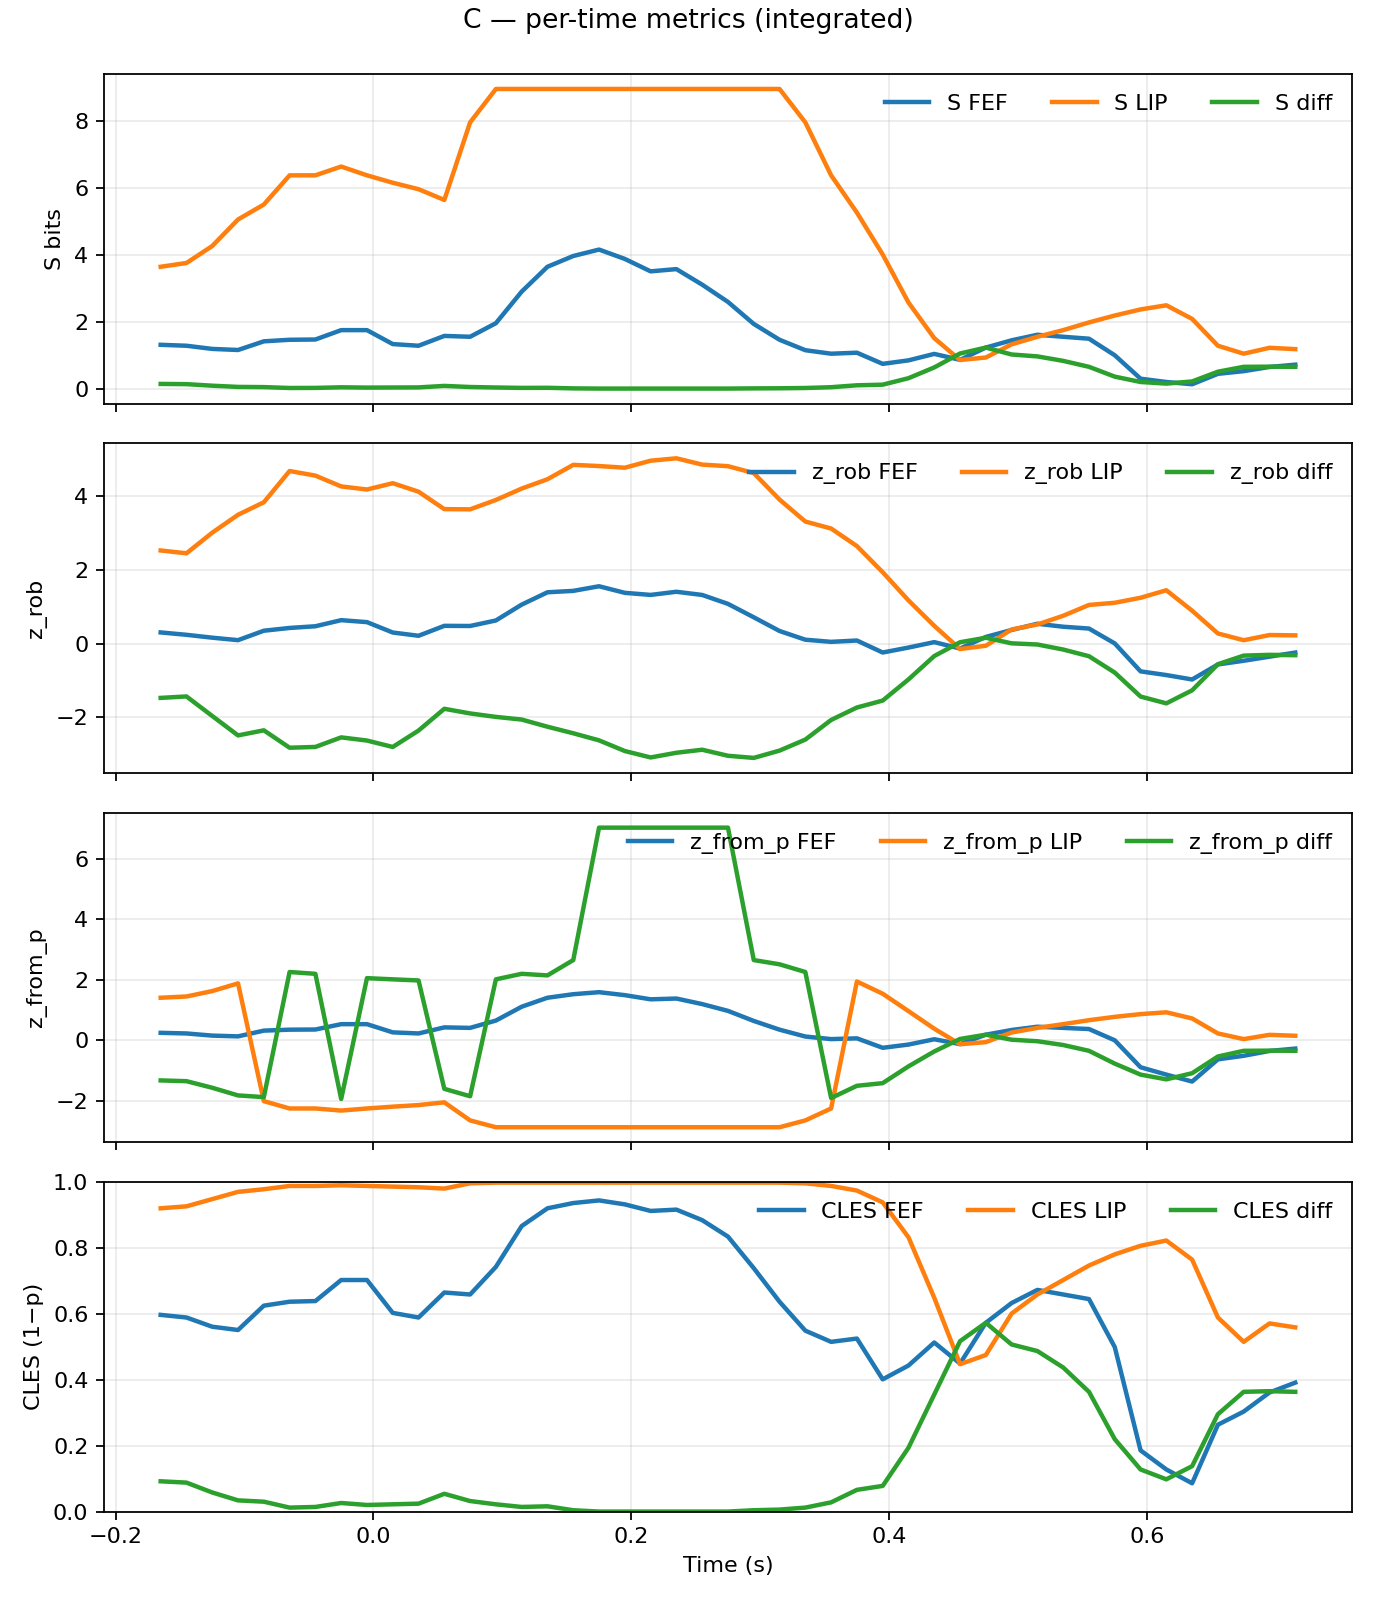 C — per-time metrics (integrated)
S FEF S LIP S diff
8
6
4
2
0
S bits
z_rob FEF z_rob LIP z_rob diff
4
2
0
−2
z_rob
z_from_p FEF z_from_p LIP z_from_p diff
6
4
2
0
−2
z_from_p
CLES FEF CLES LIP CLES diff
1.0
0.8
0.6
0.4
0.2
0.0
CLES (1−p)
−0.2 0.0 0.2 0.4 0.6
Time (s)